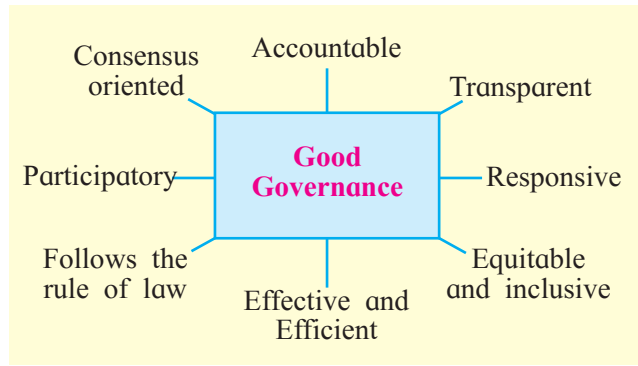 Accountable
Consensus
oriented
Transparent
Participatory
Good
Governance
Responsive
Follows the
rule of law
Equitable
and inclusive
Effective and
Efficient